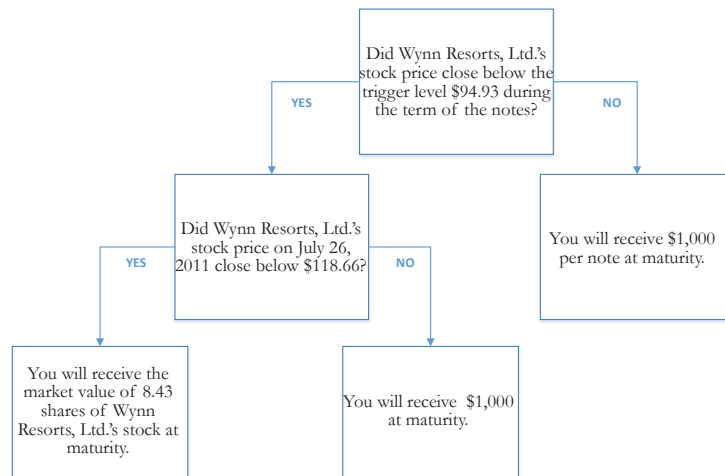 Did Wynn Resorts, Ltd.'s
stock price close below the
trigger level $94.93 during
the term of the notes?
YES
NO
Did Wynn Resorts, Ltd.'s
stock price on July 26,
2011 close below $118.66?
You will receive $1,000
per note at maturity.
YES
NO
You will receive the
market value of 8.43
shares of Wynn
Resorts, Ltd.'s stock at
maturity.
You will receive $1,000
at maturity.